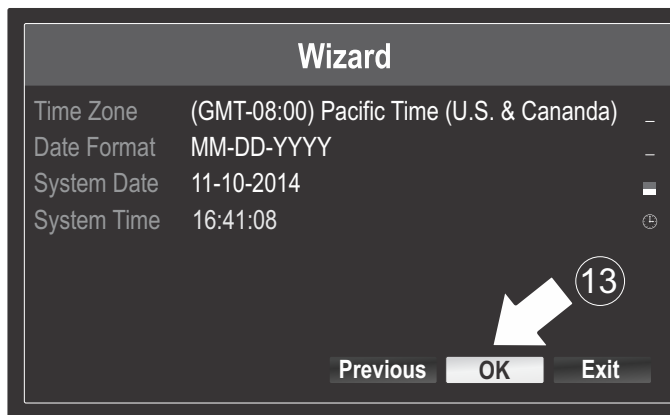 Wizard
Time Zone (GMT-08:00) Pacific Time (U.S. & Cananda)
Date Format MM-DD-YYYY
System Date 11-10-2014
System Time 16:41:08
13
Previous OK Exit